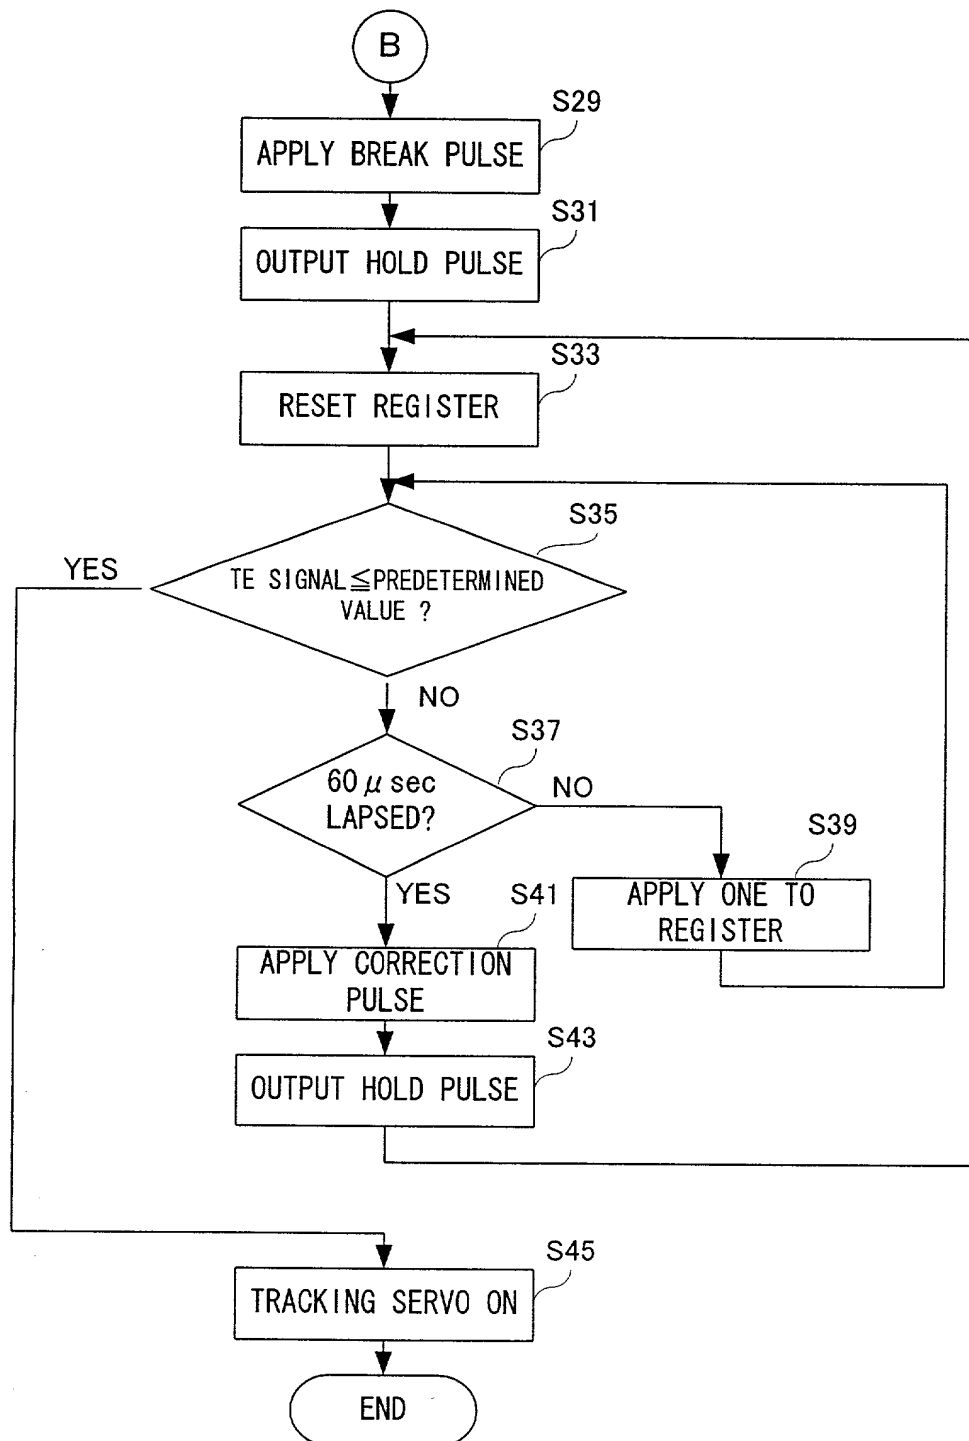 B
S29
APPLY BREAK PULSE
S31
OUTPUT HOLD PULSE
S33
RESET REGISTER
S35
YES
TE SIGNAL≦PREDETERMINED
VALUE ?
NO
S37
60 μ sec
LAPSED?
NO
S39
APPLY ONE TO
REGISTER
YES
S41
APPLY CORRECTION
PULSE
S43
OUTPUT HOLD PULSE
S45
TRACKING SERVO ON
END